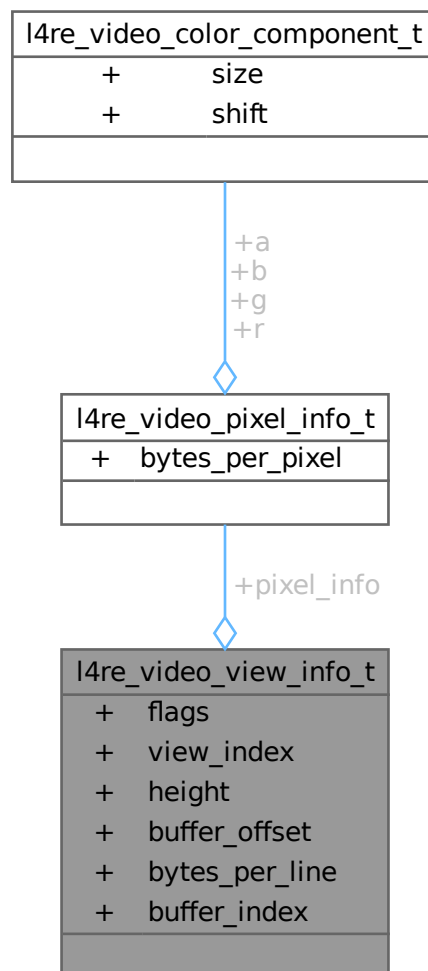 l4re_video_color_component_t
+ size
+ shift
+a
+b
+g
+r
l4re_video_pixel_info_t
+ bytes_per_pixel
+pixel_info
l4re_video_view_info_t
+ flags
+ view_index
+ height
+ buffer_offset
+ bytes_per_line
+ buffer_index